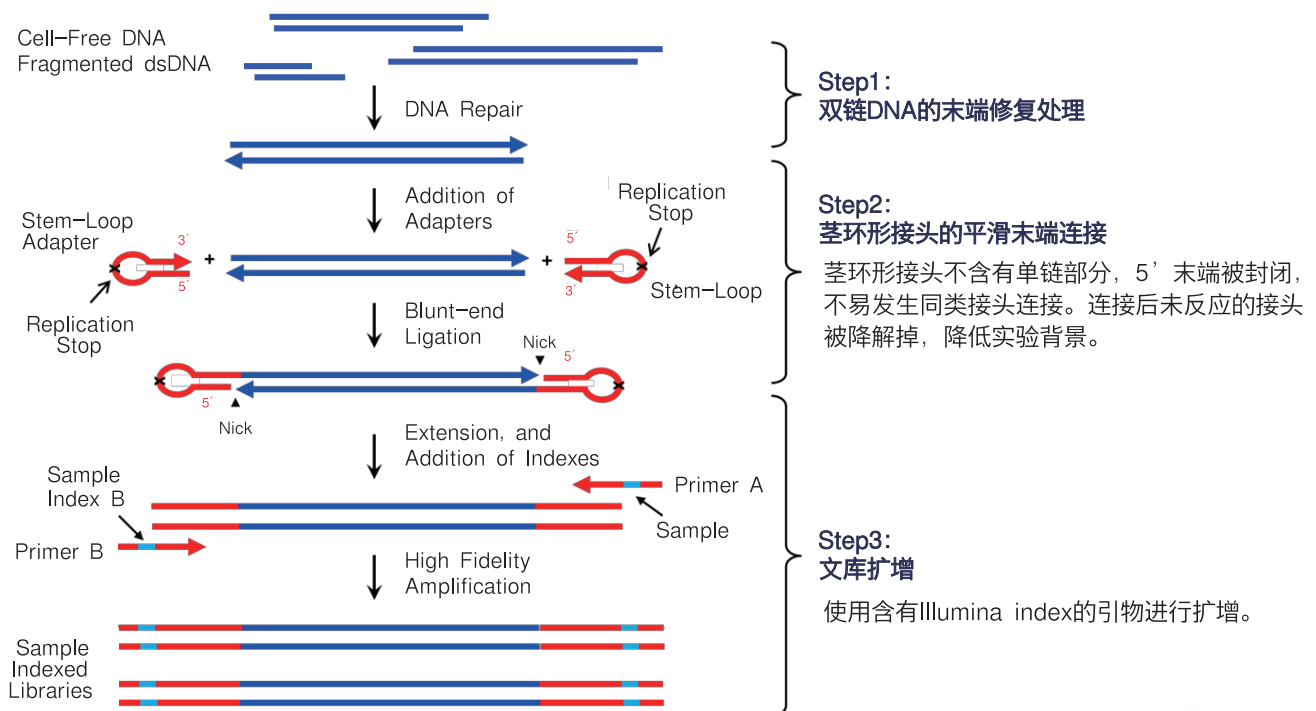 Cell-Free DNA
Fragmented dsDNA
DNA Repair
Step1:
双链DNA的末端修复处理
Addition of
Adapters
Replication
Stop
Stem-Loop
Adapter
3´
5´
+
+
5´
3´
Stem-Loop
Replication
Stop
Blunt-end
Ligation
Step2:
茎环形接头的平滑末端连接
茎环形接头不含有单链部分，5’末端被封闭，
不易发生同类接头连接。连接后未反应的接头
被降解掉，降低实验背景。
Nick
5´
5´
Nick
Extension, and
Addition of Indexes
Sample
Index B
Primer A
Sample
Primer B
High Fidelity
Amplification
Step3:
文库扩增
使用含有Illumina index的引物进行扩增。
Sample
Indexed
Libraries